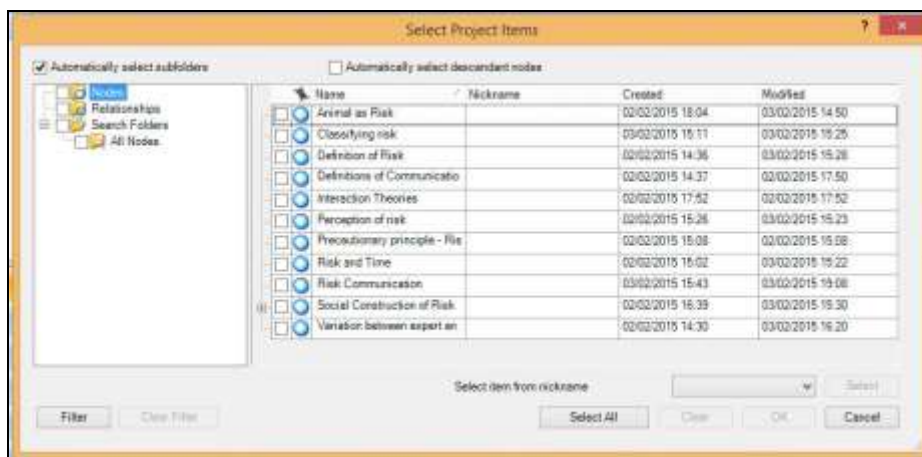 Select Project Items
?
Automatically select subfolders
Automatically select descendant nodes
Nodes
Relationships
Search Folders
All Nodes
Name Nickname Created Modified
Animal as Risk 02/02/2015 18:04 03/02/2015 14:50
Classifying risk 03/02/2015 15:11 03/02/2015 15:25
Definition of Risk 02/02/2015 14:36 03/02/2015 15:28
Definitions of Communicatio 02/02/2015 14:37 02/02/2015 17:50
Interaction Theories 02/02/2015 17:52 02/02/2015 17:52
Perception of risk 02/02/2015 15:26 03/02/2015 15:23
Precautionary principle - Ris 02/02/2015 15:08 02/02/2015 15:08
Risk and Time 02/02/2015 15:02 03/02/2015 15:22
Risk Communication 03/02/2015 15:43 03/02/2015 19:08
Social Construction of Risk 02/02/2015 16:39 03/02/2015 15:30
Variation between expert an 02/02/2015 14:30 03/02/2015 16:20
Select item from nickname
Select
Filter
Clear Filter
Select All
Clear
OK
Cancel